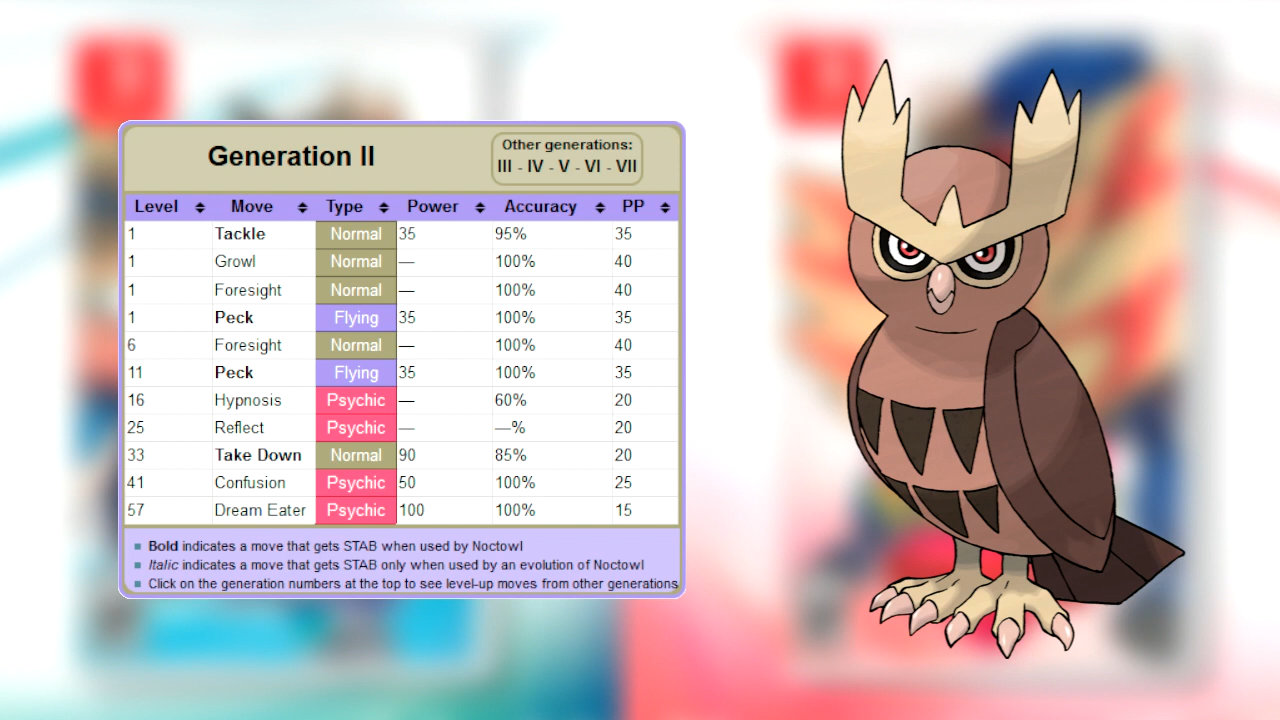 Generation II
Other generations:
III - IV - V - VI - VII
Level Move Type Power Accuracy PP
1 Tackle Normal 35 95% 35
1 Growl Normal — 100% 40
1 Foresight Normal — 100% 40
1 Peck Flying 35 100% 35
6 Foresight Normal — 100% 40
11 Peck Flying 35 100% 35
16 Hypnosis Psychic — 60% 20
25 Reflect Psychic — —% 20
33 Take Down Normal 90 85% 20
41 Confusion Psychic 50 100% 25
57 Dream Eater Psychic 100 100% 15
Bold indicates a move that gets STAB when used by Noctowl
Italic indicates a move that gets STAB only when used by an evolution of Noctowl
Click on the generation numbers at the top to see level-up moves from other generations